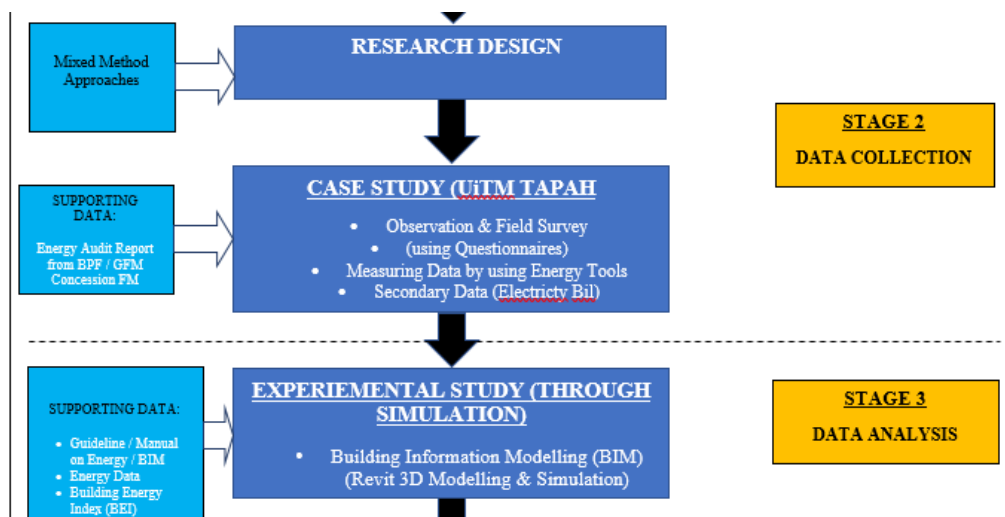 Mixed Method
Approaches
RESEARCH DESIGN
STAGE 2
DATA COLLECTION
SUPPORTING
DATA:
Energy Audit Report
from BPF / GFM
Concession FM
CASE STUDY (UiTM TAPAH
• Observation & Field Survey
• (using Questionnaires)
• Measuring Data by using Energy Tools
• Secondary Data (Electricty Bil)
SUPPORTING DATA:
• Guideline / Manual
on Energy / BIM
• Energy Data
• Building Energy
Index (BEI)
EXPERIEMENTAL STUDY (THROUGH
SIMULATION)
• Building Information Modelling (BIM)
(Revit 3D Modelling & Simulation)
STAGE 3
DATA ANALYSIS